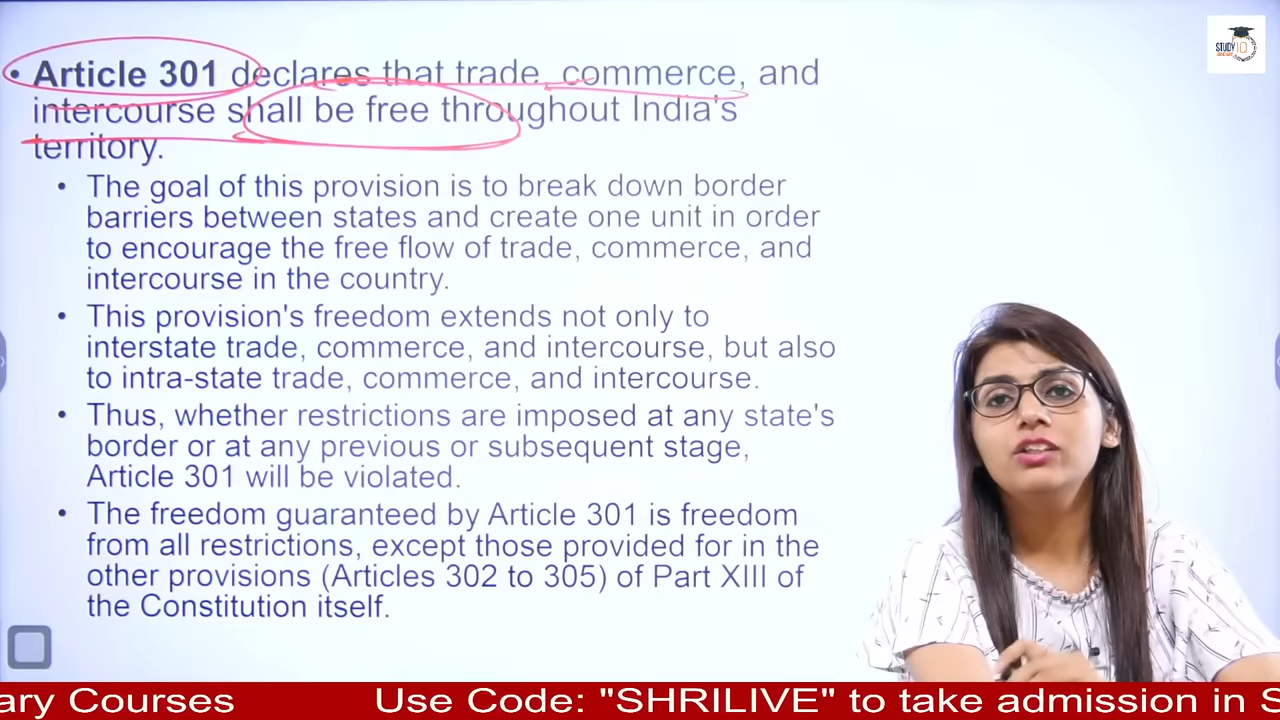 STUDY IQ
• Article 301 declares that trade, commerce, and
intercourse shall be free throughout India's
territory.
• The goal of this provision is to break down border
barriers between states and create one unit in order
to encourage the free flow of trade, commerce, and
intercourse in the country.
• This provision's freedom extends not only to
interstate trade, commerce, and intercourse, but also
to intra-state trade, commerce, and intercourse.
• Thus, whether restrictions are imposed at any state's
border or at any previous or subsequent stage,
Article 301 will be violated.
• The freedom guaranteed by Article 301 is freedom
from all restrictions, except those provided for in the
other provisions (Articles 302 to 305) of Part XIII of
the Constitution itself.
ary Courses Use Code: "SHRILIVE" to take admission in S